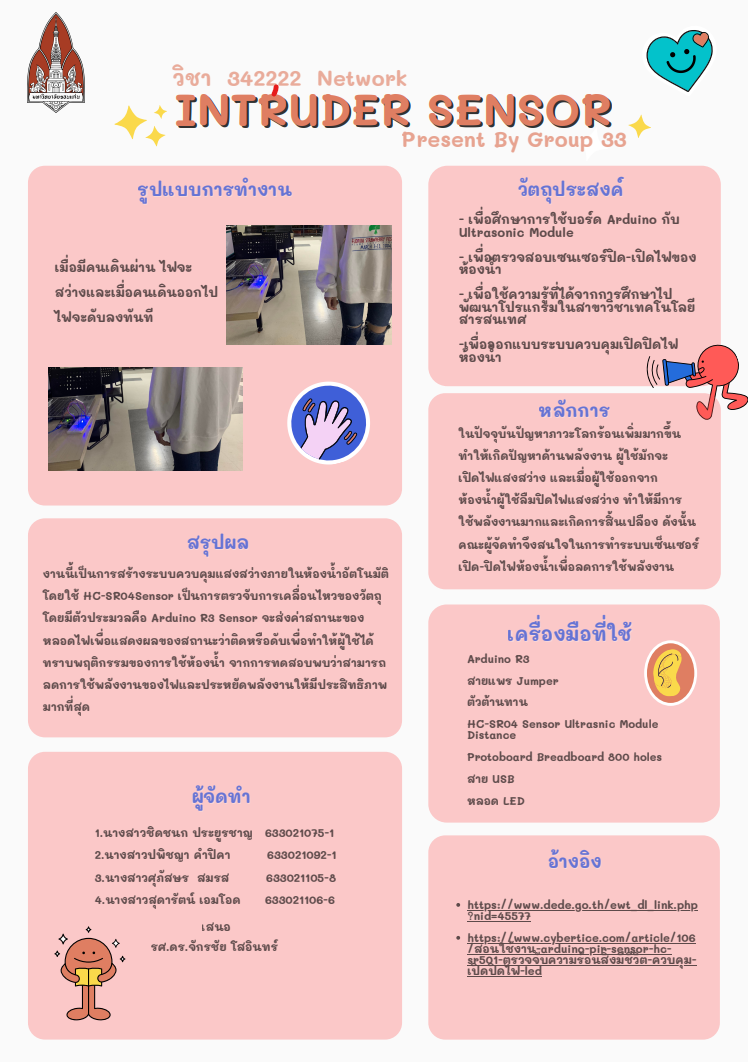 มหาวิทยาลัยขอนแก่น
วิชา 342222 Network
INTRUDER SENSOR
Present By Group 33
รูปแบบการทำงาน
เมื่อมีคนเดินผ่าน ไฟจะ
สว่างและเมื่อคนเดินออกไป
ไฟจะดับลงทันที
สรุปผล
งานนี้เป็นการสร้างระบบควบคุมแสงสว่างภายในห้องน้ำอัตโนมัติ
โดยใช้ HC-SR04Sensor เป็นการตรวจับการเคลื่อนไหวของวัตถุ
โดยมีตัวประมวลคือ Arduino R3 Sensor จะส่งค่าสถานะของ
หลอดไฟเพื่อแสดงผลของสถานะว่าติดหรือดับเพื่อทำให้ผู้ใช้ได้
ทราบพฤติกรรมของการใช้ห้องน้ำ จากการทดสอบพบว่าสามารถ
ลดการใช้พลังงานของไฟและประหยัดพลังงานให้มีประสิทธิภาพ
มากที่สุด
ผู้จัดทำ
1.นางสาวชิดชนก ประยูรชาญ 633021075-1
2.นางสาวปพิชญา คำปิคา 633021092-1
3.นางสาวศุภัสษร สมรส 633021105-8
4.นางสาวสุดารัตน์ เอมโอด 633021106-6
เสนอ
รศ.ดร.จักรชัย โสอินทร์
วัตถุประสงค์
- เพื่อศึกษาการใช้บอร์ด Arduino กับ
Ultrasonic Module
- เพื่อตรวจสอบเซนเซอร์ปิด-เปิดไฟของ
ห้องน้ำ
- เพื่อใช้ความรู้ที่ได้จากการศึกษาไป
พัฒนาโปรแกรมในสาขาวิชาเทคโนโลยี
สารสนเทศ
-เพื่ออกแบบระบบควบคุมเปิดปิดไฟ
ห้องน้ำ
หลักการ
ในปัจจุบันปัญหาภาวะโลกร้อนเพิ่มมากขึ้น
ทำให้เกิดปัญหาด้านพลังงาน ผู้ใช้มักจะ
เปิดไฟแสงสว่าง และเมื่อผู้ใช้ออกจาก
ห้องน้ำผู้ใช้ลืมปิดไฟแสงสว่าง ทำให้มีการ
ใช้พลังงานมากและเกิดการสิ้นเปลือง ดังนั้น
คณะผู้จัดทำจึงสนใจในการทำระบบเซ็นเซอร์
เปิด-ปิดไฟห้องน้ำเพื่อลดการใช้พลังงาน
เครื่องมือที่ใช้
Arduino R3
สายแพร Jumper
ตัวต้านทาน
HC-SR04 Sensor Ultrasnic Module
Distance
Protoboard Breadboard 800 holes
สาย USB
หลอด LED
อ้างอิง
• https://www.dede.go.th/ewt_dl_link.php
?nid=45577
• https://www.cybertice.com/article/106
/สอนใช้งาน-arduino-pir-sensor-hc-
sr501-ตรวจจับความร้อนสิ่งมีชีวิต-ควบคุม-
เปิดปิดไฟ-led